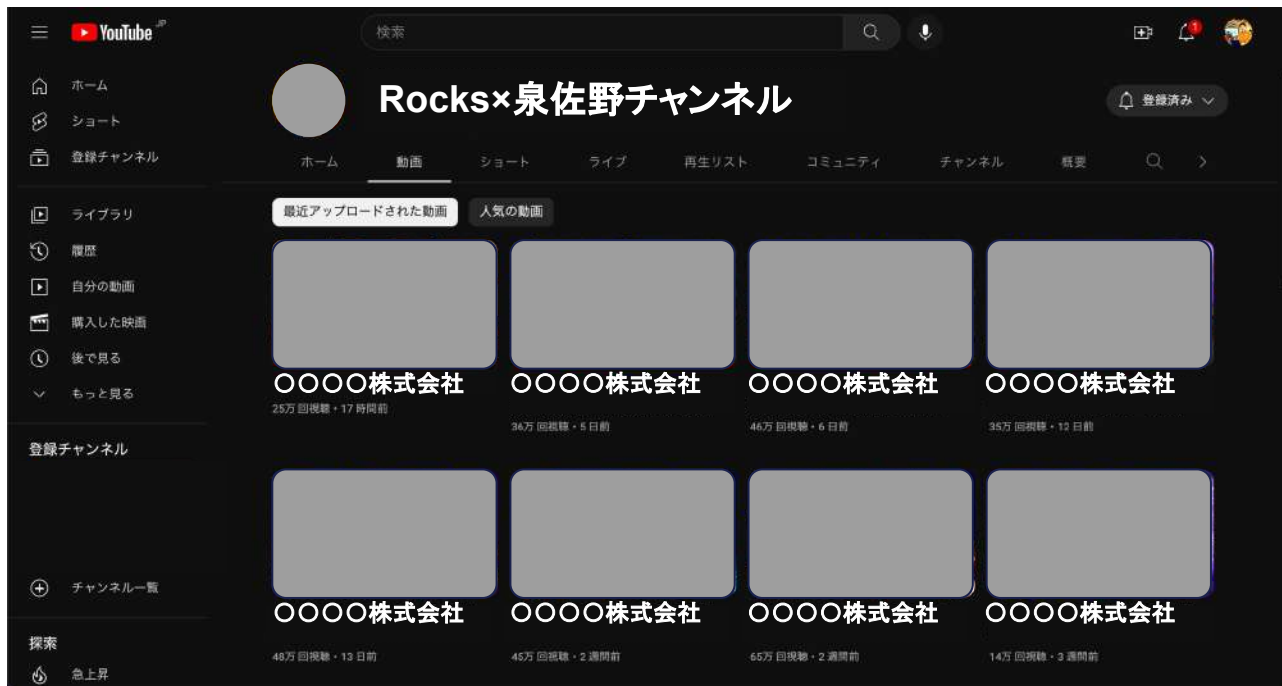 YouTube JP
検索
1
ホーム
ショート
登録チャンネル
ライブラリ
履歴
自分の動画
購入した映画
後で見る
もっと見る
登録チャンネル
チャンネル一覧
探索
急上昇
Rocks×泉佐野チャンネル
登録済み
ホーム 動画 ショート ライブ 再生リスト コミュニティ チャンネル 概要
最近アップロードされた動画 人気の動画
〇〇〇〇株式会社 〇〇〇〇株式会社 〇〇〇〇株式会社 〇〇〇〇株式会社
25万 回視聴・17 時間前 36万 回視聴・5 日前 46万 回視聴・6 日前 35万 回視聴・12 日前
〇〇〇〇株式会社 〇〇〇〇株式会社 〇〇〇〇株式会社 〇〇〇〇株式会社
48万 回視聴・13 日前 45万 回視聴・2 週間前 65万 回視聴・2 週間前 14万 回視聴・3 週間前